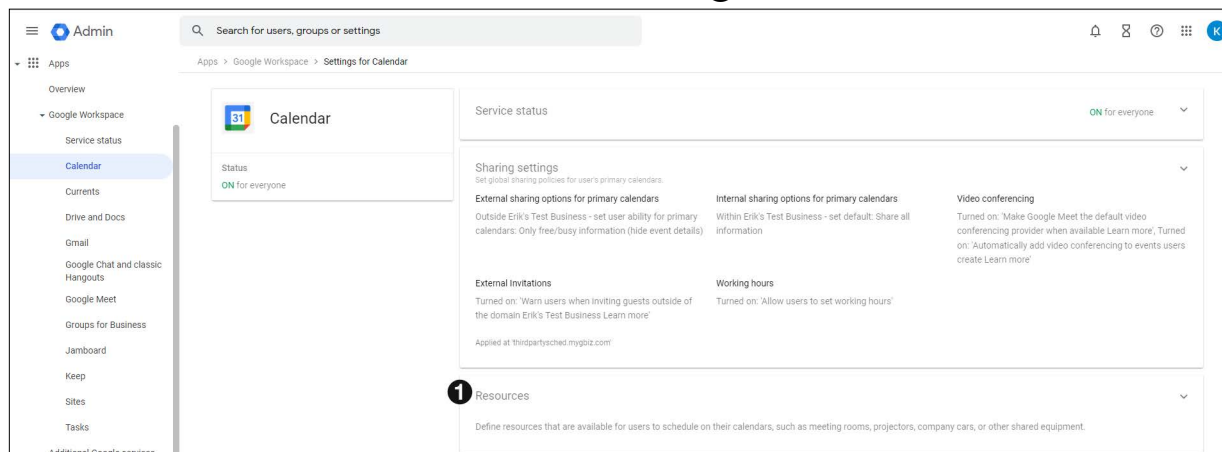 Admin
Search for users, groups or settings
K
Apps
Apps > Google Workspace > Settings for Calendar
Overview
Google Workspace
Service status
Calendar
Currents
Drive and Docs
Gmail
Google Chat and classic
Hangouts
Google Meet
Groups for Business
Jamboard
Keep
Sites
Tasks
Additional Google services
31
Calendar
Status
ON for everyone
Service status
ON for everyone
Sharing settings
Set global sharing policies for user's primary calendars.
External sharing options for primary calendars
Outside Erik's Test Business - set user ability for primary
calendars: Only free/busy information (hide event details)
Internal sharing options for primary calendars
Within Erik's Test Business - set default: Share all
information
Video conferencing
Turned on: 'Make Google Meet the default video
conferencing provider when available Learn more', Turned
on: 'Automatically add video conferencing to events users
create Learn more'
External Invitations
Turned on: 'Warn users when inviting guests outside of
the domain Erik's Test Business Learn more'
Working hours
Turned on: 'Allow users to set working hours'
Applied at 'thirdpartysched.mygbiz.com'
1
Resources
Define resources that are available for users to schedule on their calendars, such as meeting rooms, projectors, company cars, or other shared equipment.